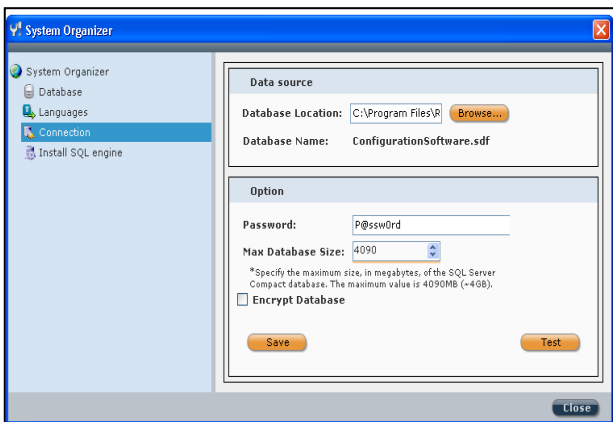 System Organizer
System Organizer
Database
Languages
Connection
Install SQL engine
Data source
Database Location: C:\Program Files\R Browse...
Database Name: ConfigurationSoftware.sdf
Option
Password: P@ssw0rd
Max Database Size: 4090
*Specify the maximum size, in megabytes, of the SQL Server
Compact database. The maximum value is 4090MB (~4GB).
Encrypt Database
Save Test
Close